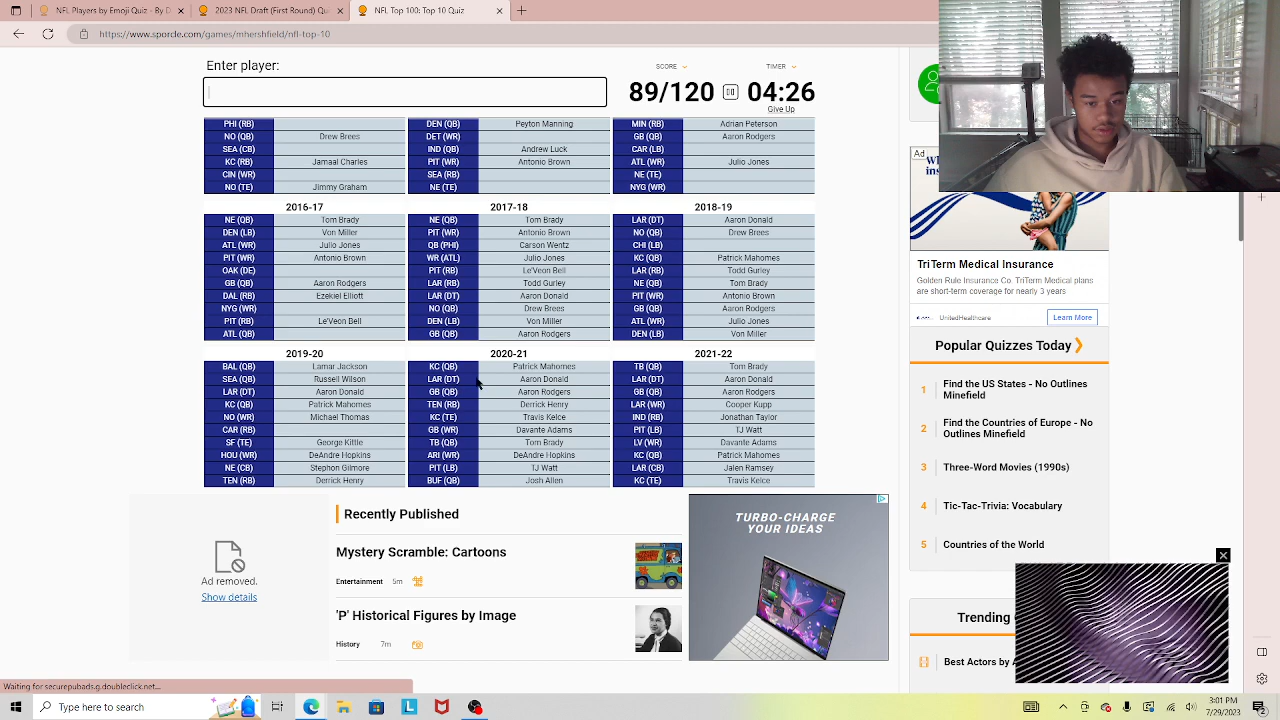 NFL Players by Emoji Quiz - By D
2023 NFL Rookie Debut? Quiz -
NFL Top 100: Top 10 Quiz
https://www.sporcle.com/games/
Enter play
SCORE
TIMER
89/120
04:26
Give Up
PHI (RB)
DEN (QB) Peyton Manning
MIN (RB) Adrian Peterson
NO (QB) Drew Brees
DET (WR)
GB (QB) Aaron Rodgers
SEA (CB)
IND (QB) Andrew Luck
CAR (LB)
KC (RB) Jamaal Charles
PIT (WR) Antonio Brown
ATL (WR) Julio Jones
CIN (WR)
SEA (RB)
NE (TE)
NO (TE) Jimmy Graham
NE (TE)
NYG (WR)
2016-17
2017-18
2018-19
NE (QB) Tom Brady
NE (QB) Tom Brady
LAR (DT) Aaron Donald
DEN (LB) Von Miller
PIT (WR) Antonio Brown
NO (QB) Drew Brees
ATL (WR) Julio Jones
QB (PHI) Carson Wentz
CHI (LB)
PIT (WR) Antonio Brown
WR (ATL) Julio Jones
KC (QB) Patrick Mahomes
OAK (DE)
PIT (RB) Le'Veon Bell
LAR (RB) Todd Gurley
GB (QB) Aaron Rodgers
LAR (RB) Todd Gurley
NE (QB) Tom Brady
DAL (RB) Ezekiel Elliott
LAR (DT) Aaron Donald
PIT (WR) Antonio Brown
NYG (WR)
NO (QB) Drew Brees
GB (QB) Aaron Rodgers
PIT (RB) Le'Veon Bell
DEN (LB) Von Miller
ATL (WR) Julio Jones
ATL
GB (QB) Aaron Rodgers
DEN (LB) Von Miller
2019-20
2020-21
2021-22
BAL (QB) Lamar Jackson
KC (QB) Patrick Mahomes
TB (QB) Tom Brady
SEA (QB) Russell Wilson
LAR (DT) Aaron Donald
LAR (DT) Aaron Donald
LAR (DT) Aaron Donald
GB (QB) Aaron Rodgers
GB (QB) Aaron Rodgers
KC (QB) Patrick Mahomes
TEN (RB) Derrick Henry
LAR (WR) Cooper Kupp
NO (WR) Michael Thomas
KC (TE) Travis Kelce
IND (RB) Jonathan Taylor
CAR (RB)
GB (WR) Davante Adams
PIT (LB) TJ Watt
SF (TE) George Kittle
TB (QB) Tom Brady
LV (WR) Davante Adams
HOU (WR) DeAndre Hopkins
ARI (WR) DeAndre Hopkins
KC (QB) Patrick Mahomes
NE (CB) Stephon Gilmore
PIT (LB) TJ Watt
LAR (CB) Jalen Ramsey
TEN (RB) Derrick Henry
BUF (QB) Josh Allen
KC (TE) Travis Kelce
Ad
TriTerm Medical Insurance
Golden Rule Insurance Co. TriTerm Medical plans
are short-term coverage for nearly 3 years
UnitedHealthcare
Learn More
Popular Quizzes Today
1 Find the US States - No Outlines
Minefield
2 Find the Countries of Europe - No
Outlines Minefield
3 Three-Word Movies (1990s)
4 Tic-Tac-Trivia: Vocabulary
5 Countries of the World
Trending
Best Actors by
Ad removed.
Show details
Recently Published
Mystery Scramble: Cartoons
Entertainment 5m
'P' Historical Figures by Image
History 7m
TURBO-CHARGE
YOUR IDEAS
Waiting for securepubads.g.doubleclick.net...
Type here to search
3:01 PM
7/29/2023